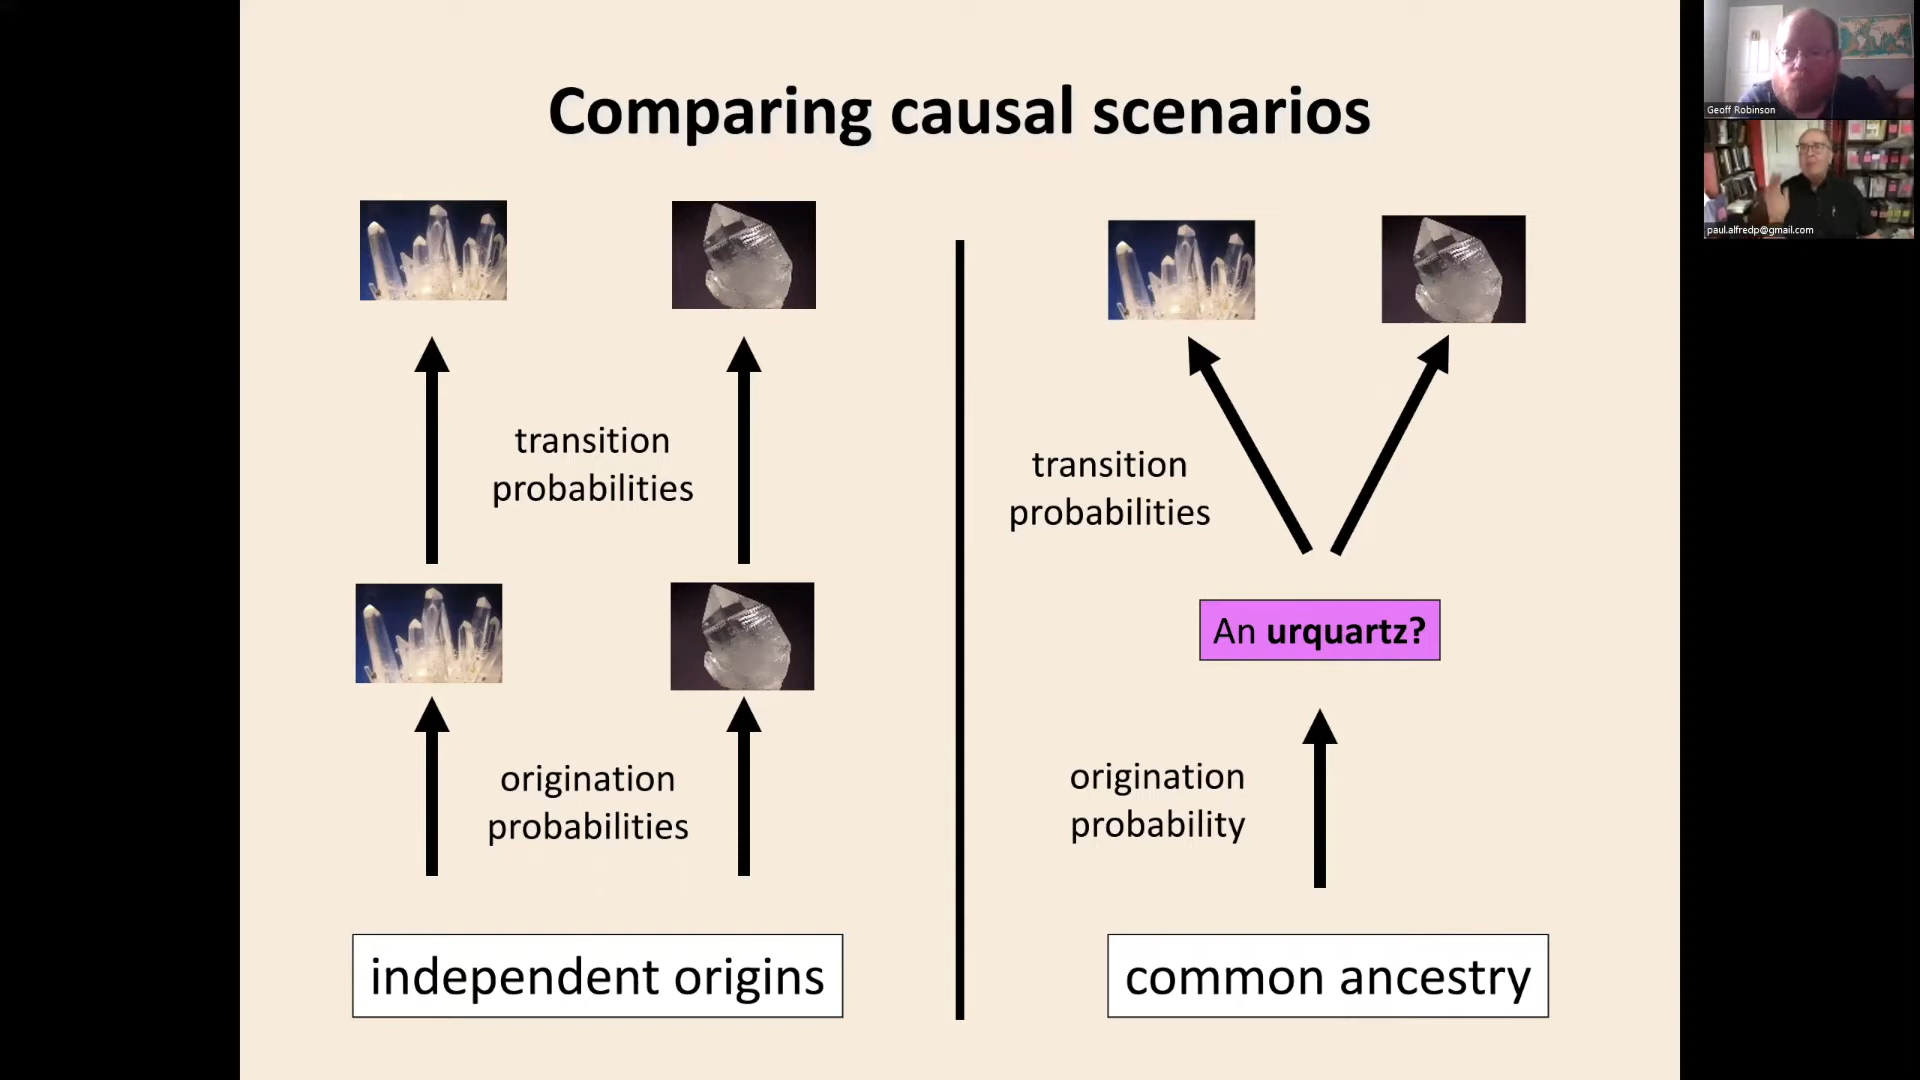 Comparing causal scenarios
transition
probabilities
origination
probabilities
independent origins
transition
probabilities
An urquartz?
origination
probability
common ancestry
Geoff Robinson
paul.alfredp@gmail.com